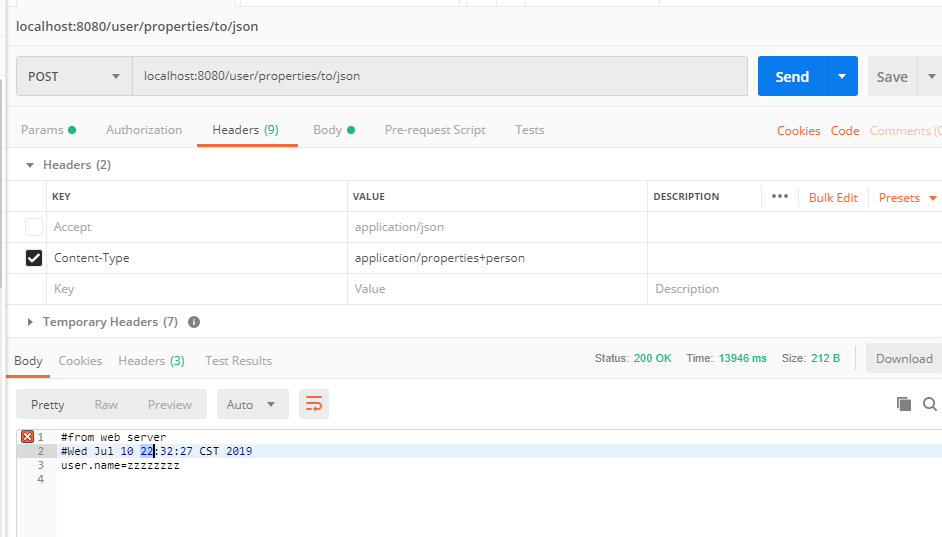 localhost:8080/user/properties/to/json
POST localhost:8080/user/properties/to/json Send Save
Params Authorization Headers (9) Body Pre-request Script Tests Cookies Code Comments (0
Headers (2)
KEY VALUE DESCRIPTION ••• Bulk Edit Presets
Accept application/json
Content-Type application/properties+person
Key Value Description
Temporary Headers (7)
Body Cookies Headers (3) Test Results Status: 200 OK Time: 13946 ms Size: 212 B Download
Pretty Raw Preview Auto
1 #from web server
2 #Wed Jul 10 22:32:27 CST 2019
3 user.name=zzzzzzzz
4